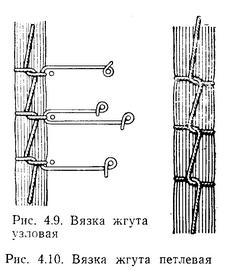 Рис. 4.9. Вязка жгута
узловая
Рис. 4.10. Вязка жгута петлевая